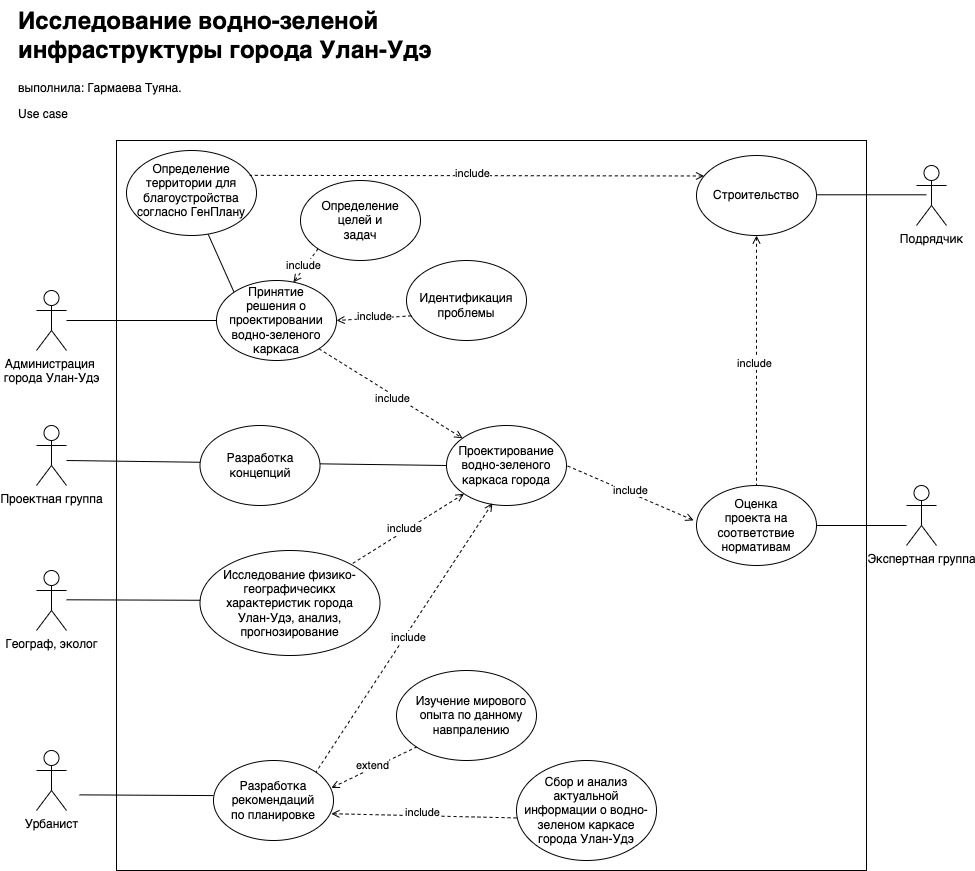 Исследование водно-зеленой
инфраструктуры города Улан-Удэ
выполнила: Гармаева Туяна.
Use case
Определение
территории для
благоустройства
согласно ГенПлану
include
Строительство
Подрядчик
Определение
целей и
задач
include
Принятие
решения о
проектировании
водно-зеленого
каркаса
include
Идентификация
проблемы
Администрация
города Улан-Удэ
include
include
Проектная группа
Разработка
концепций
Проектирование
водно-зеленого
каркаса города
include
Оценка
проекта на
соответствие
нормативам
Экспертная группа
include
Исследование физико-
географичесикх
характеристик города
Улан-Удэ, анализ,
прогнозирование
Географ, эколог
include
Изучение мирового
опыта по данному
навпралению
extend
Разработка
рекомендаций
по планировке
include
Сбор и анализ
актуальной
информации о водно-
зеленом каркасе
города Улан-Удэ
Урбанист